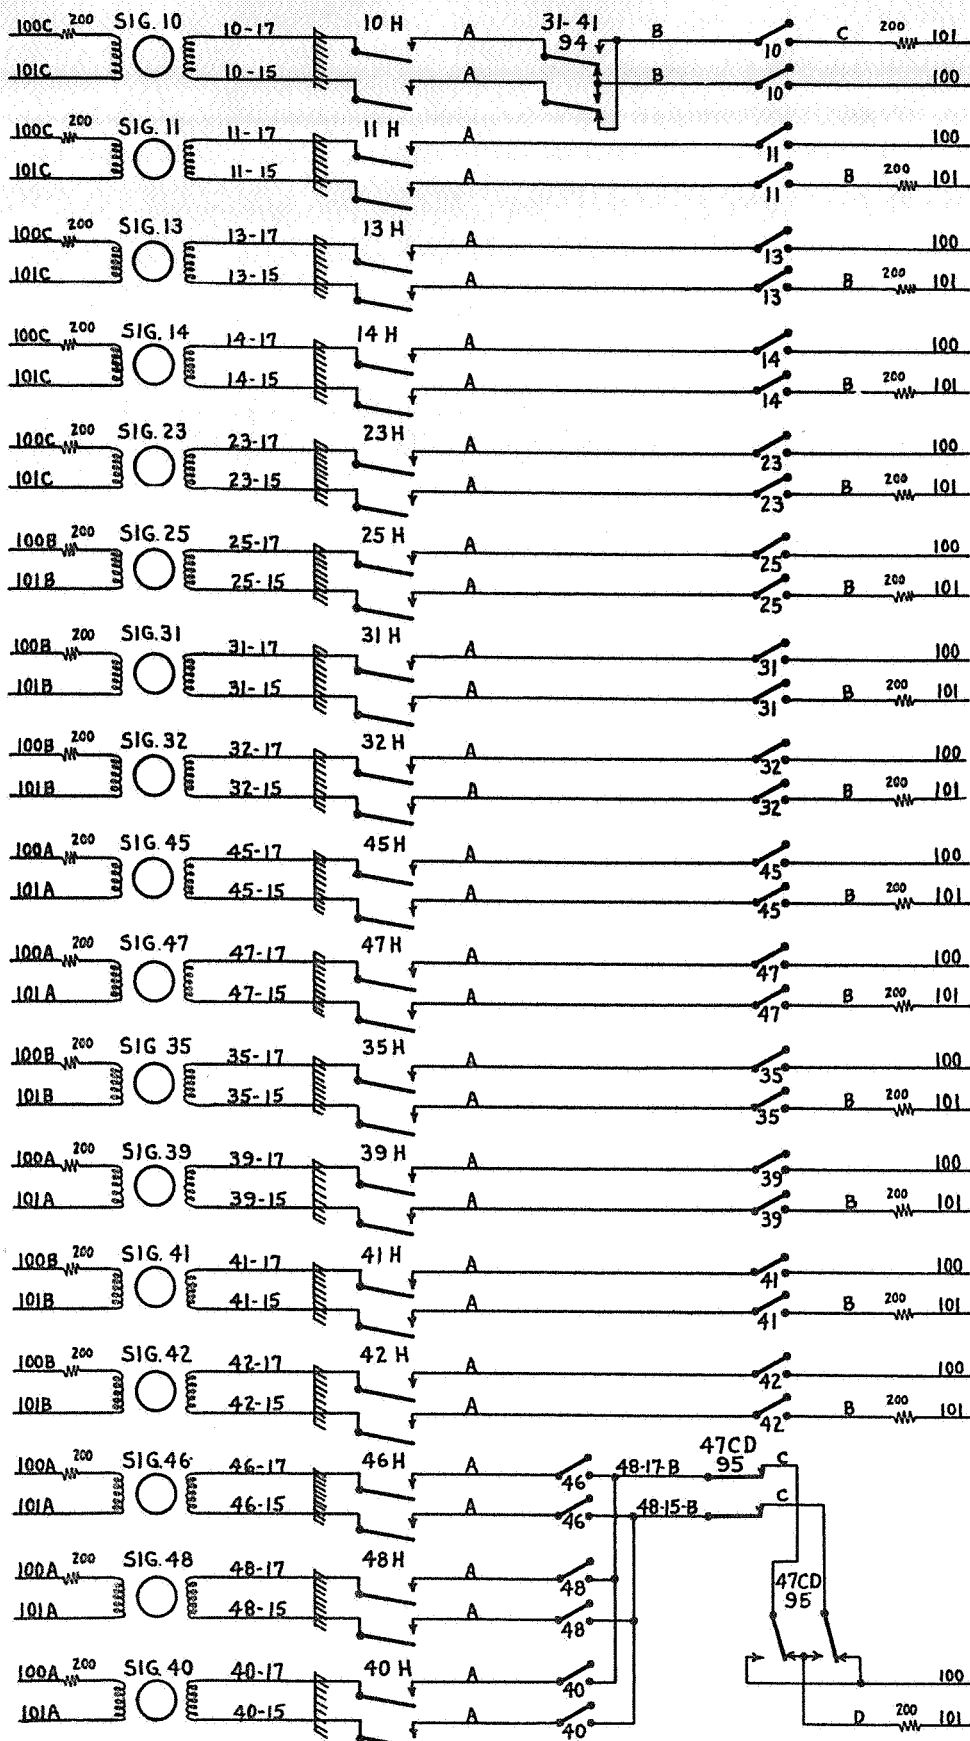 100C 200 SIG. 10 10-17 10 H A 31-41 B 10 C 200 101
94
101C 10-15 A B 10 100
100C 200 SIG. 11 11-17 11 H A 11 100
101C 11-15 A 11 B 200 101
100C 200 SIG. 13 13-17 13 H A 13 100
101C 13-15 A 13 B 200 101
100C 200 SIG. 14 14-17 14 H A 14 100
101C 14-15 A 14 B 200 101
100C 200 SIG. 23 23-17 23 H A 23 100
101C 23-15 A 23 B 200 101
100B 200 SIG. 25 25-17 25 H A 25 100
101B 25-15 A 25 B 200 101
100B 200 SIG. 31 31-17 31 H A 31 100
101B 31-15 A 31 B 200 101
100B 200 SIG. 32 32-17 32 H A 32 100
101B 32-15 A 32 B 200 101
100A 200 SIG. 45 45-17 45 H A 45 100
101A 45-15 A 45 B 200 101
100A 200 SIG. 47 47-17 47 H A 47 100
101A 47-15 A 47 B 200 101
100B 200 SIG 35 35-17 35 H A 35 100
101B 35-15 A 35 B 200 101
100A 200 SIG. 39 39-17 39 H A 39 100
101A 39-15 A 39 B 200 101
100B 200 SIG. 41 41-17 41 H A 41 100
101B 41-15 A 41 B 200 101
100B 200 SIG. 42 42-17 42 H A 42 100
101B 42-15 A 42 B 200 101
100A 200 SIG. 46 46-17 46 H A 46 48-17-B 47CD C
95
101A 46-15 A 46 48-15-B C
100A 200 SIG. 48 48-17 48 H A 48 47CD
95
101A 48-15 A 48
100A 200 SIG. 40 40-17 40 H A 40 100
101A 40-15 A 40 D 200 101